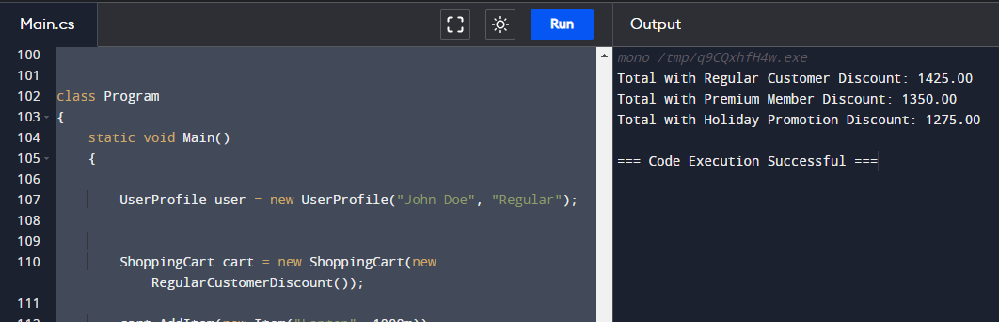 Main.cs
Run
Output
100
101
102 class Program
103 {
104 static void Main()
105 {
106
107 UserProfile user = new UserProfile("John Doe", "Regular");
108
109
110 ShoppingCart cart = new ShoppingCart(new
RegularCustomerDiscount());
111
mono /tmp/q9CQxhfH4w.exe
Total with Regular Customer Discount: 1425.00
Total with Premium Member Discount: 1350.00
Total with Holiday Promotion Discount: 1275.00
=== Code Execution Successful ===